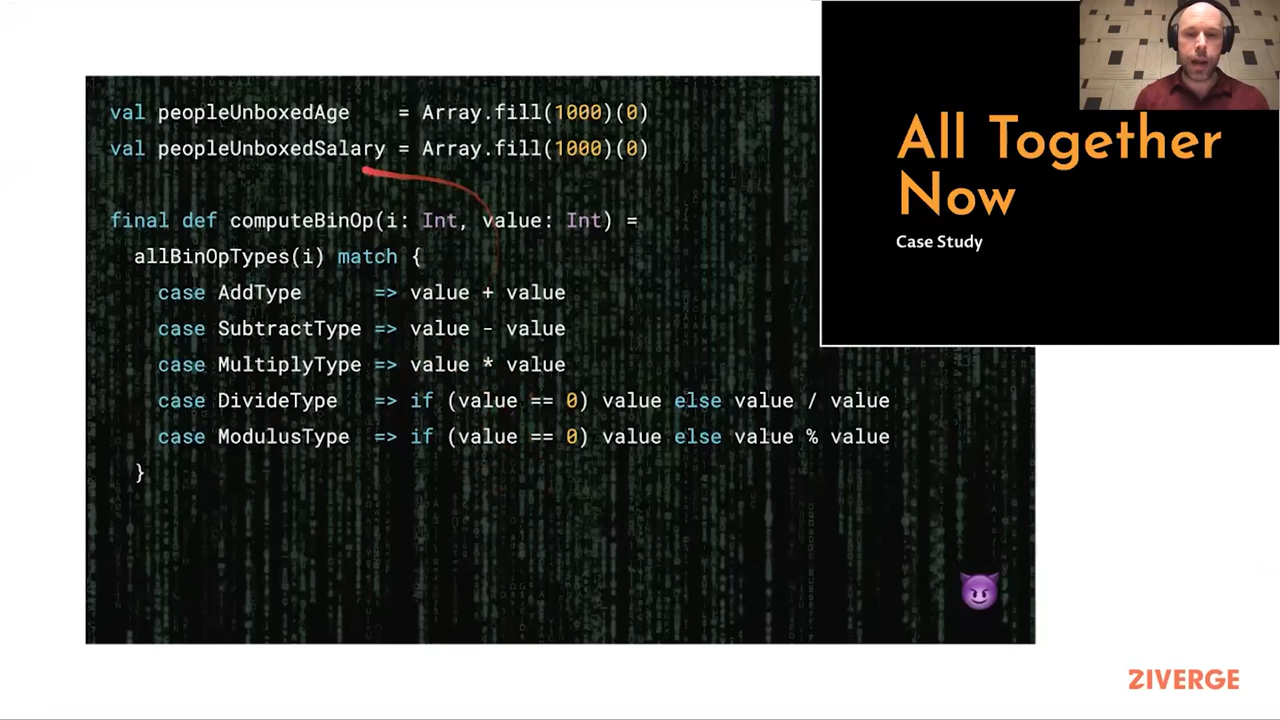 val peopleUnboxedAge    = Array.fill(1000)(0)
val peopleUnboxedSalary = Array.fill(1000)(0)
final def computeBinOp(i: Int, value: Int) =
  allBinOpTypes(i) match {
    case AddType      => value + value
    case SubtractType => value - value
    case MultiplyType => value * value
    case DivideType   => if (value == 0) value else value / value
    case ModulusType  => if (value == 0) value else value % value
  }
All Together
Now
Case Study
ZIVERGE